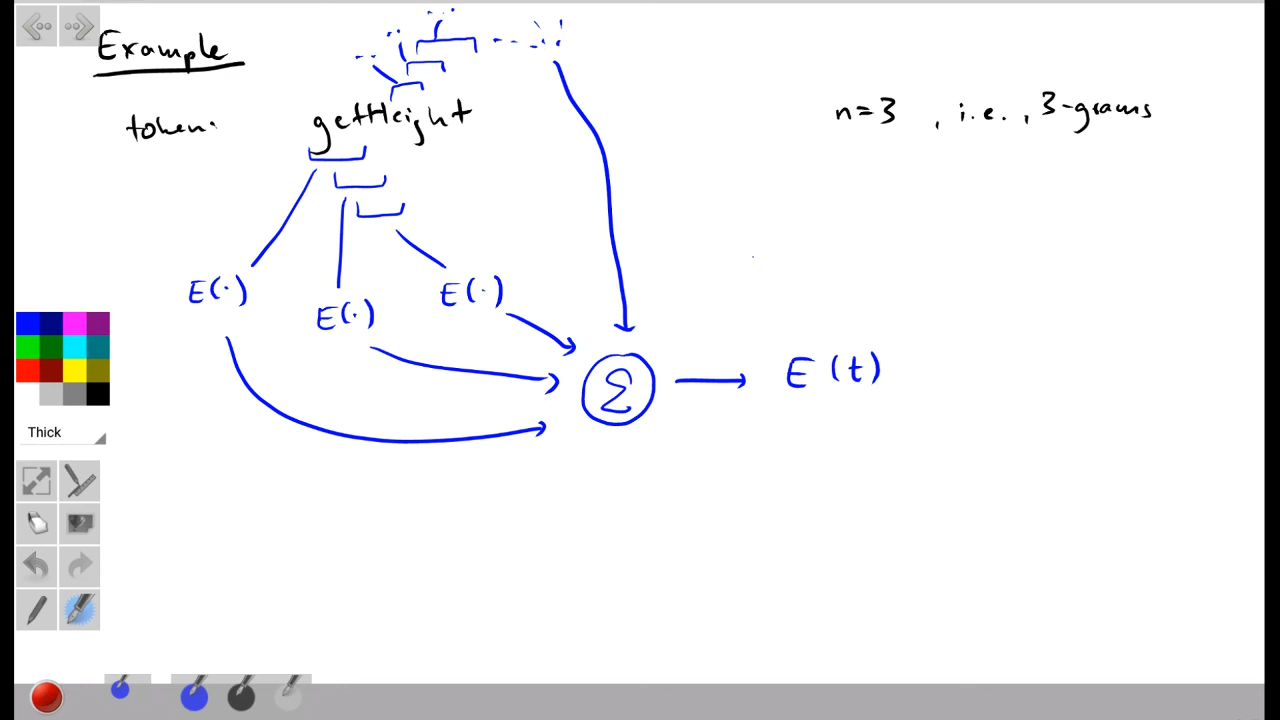 Example
token: getHeight
n=3, i.e., 3-grams
E(·) E(·) E(·)
Σ → E(t)
Thick